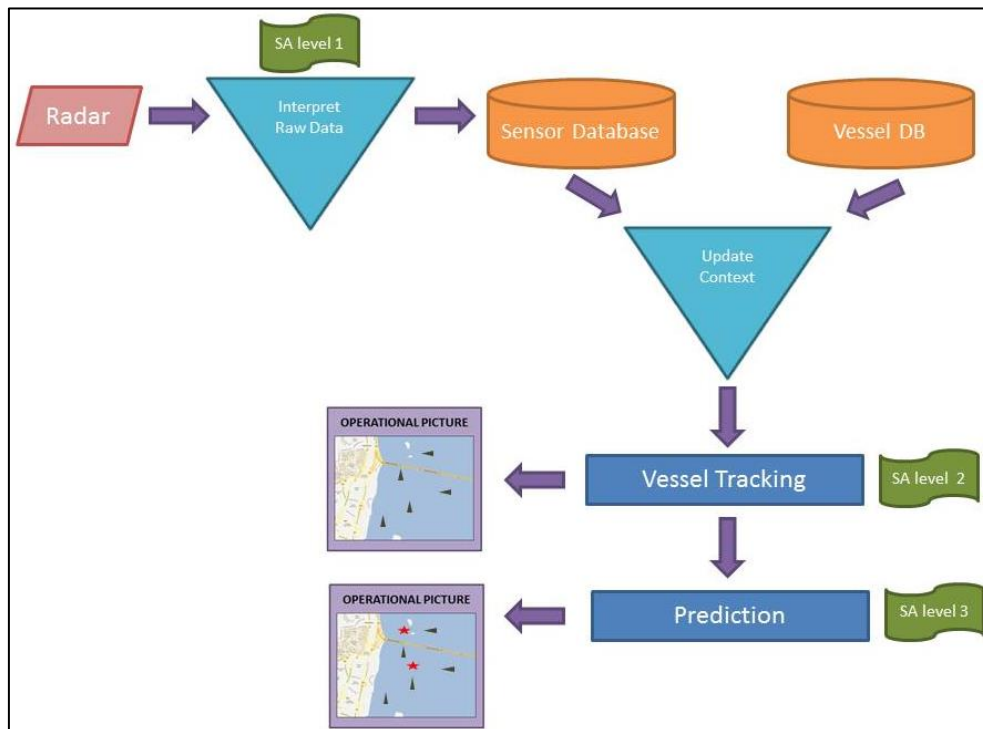 SA level 1
Radar
Interpret
Raw Data
Sensor Database
Vessel DB
Update
Context
OPERATIONAL PICTURE
Vessel Tracking
SA level 2
OPERATIONAL PICTURE
Prediction
SA level 3